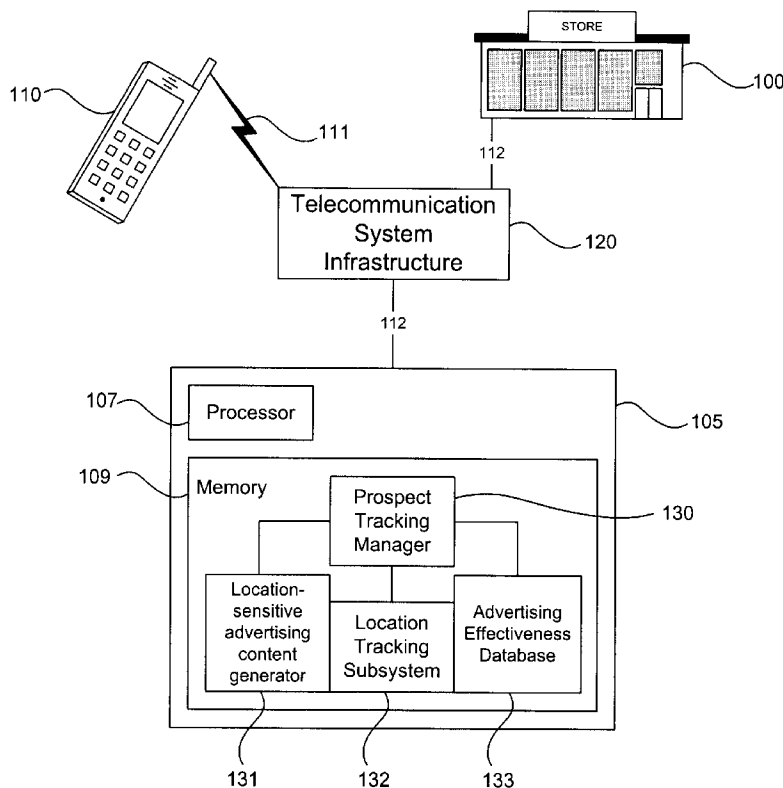 STORE
110
100
111
112
Telecommunication
System
Infrastructure
120
112
107
Processor
105
109
Memory
Prospect
Tracking
Manager
130
Location-
sensitive
advertising
content
generator
Location
Tracking
Subsystem
Advertising
Effectiveness
Database
131
132
133